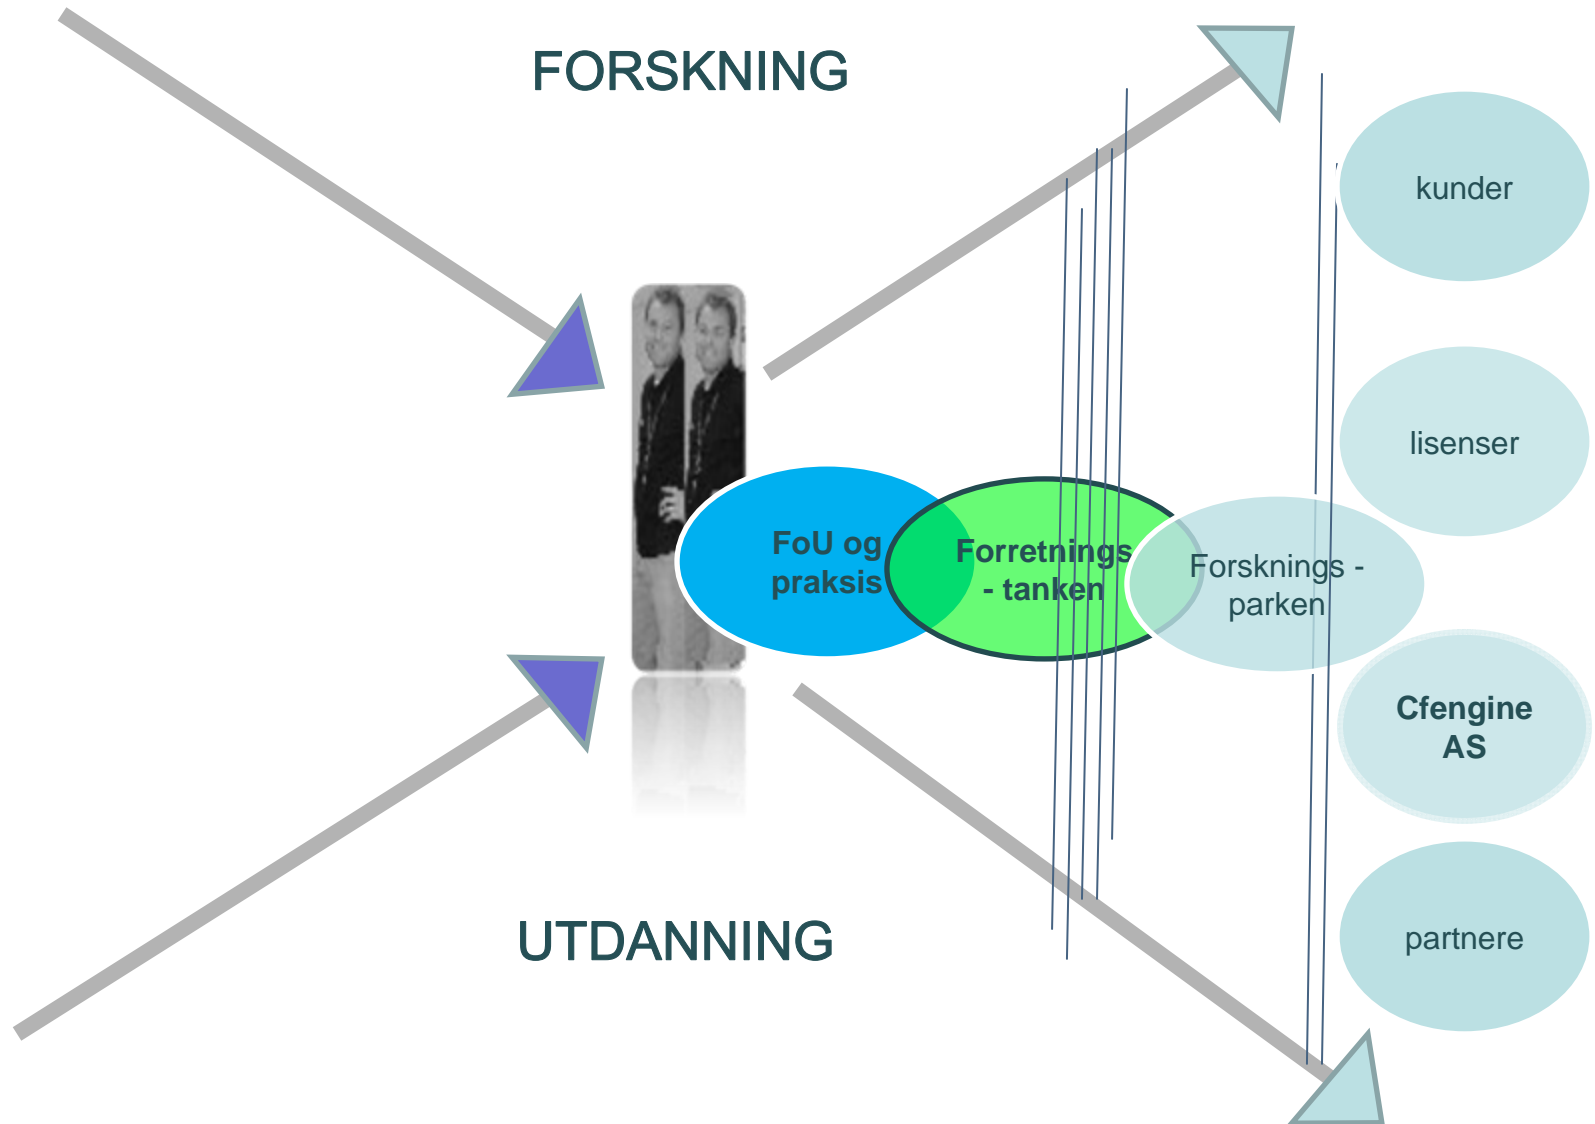 FORSKNING
kunder
lisenser
FoU og
praksis
Forretnings
- tanken
Forsknings -
parken
Cfengine
AS
partnere
UTDANNING